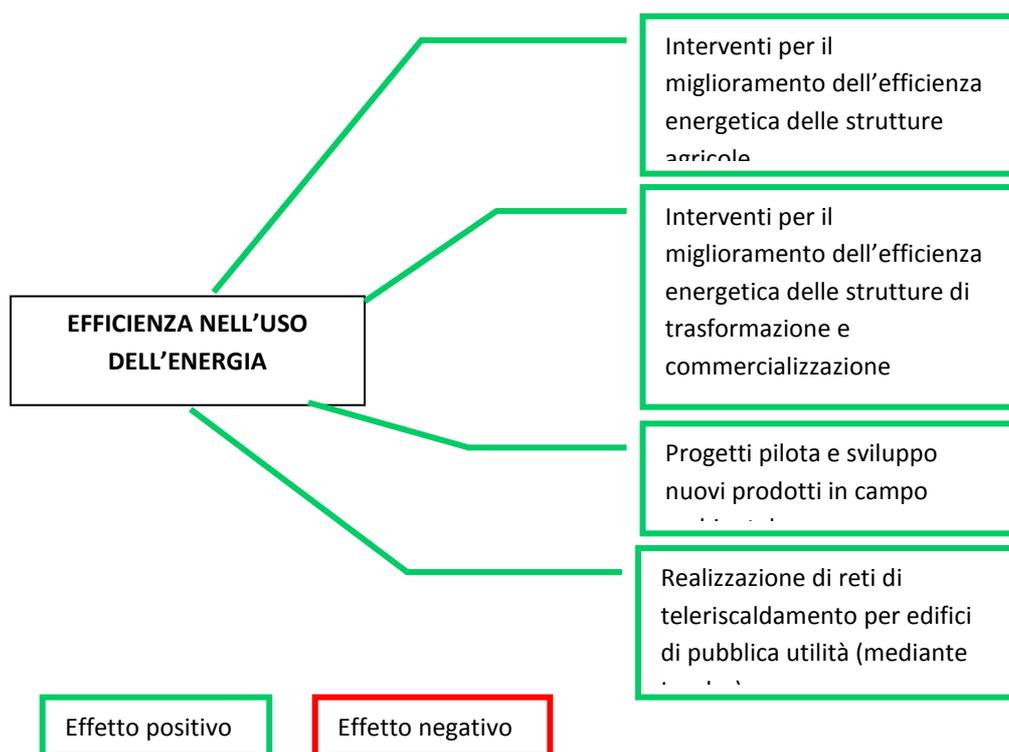 Interventi per il
miglioramento dell’efficienza
energetica delle strutture
agricole
Interventi per il
miglioramento dell’efficienza
energetica delle strutture di
trasformazione e
commercializzazione
EFFICIENZA NELL’USO
DELL’ENERGIA
Progetti pilota e sviluppo
nuovi prodotti in campo
Realizzazione di reti di
teleriscaldamento per edifici
di pubblica utilità (mediante
Effetto positivo
Effetto negativo